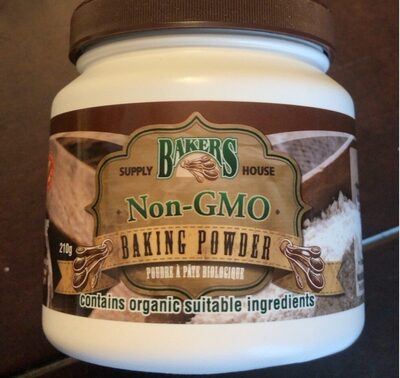 BAKERS
SUPPLY HOUSE
Non-GMO
210g
BAKING POWDER
POUDRE À PÂTE BIOLOGIQUE
contains organic suitable ingredients